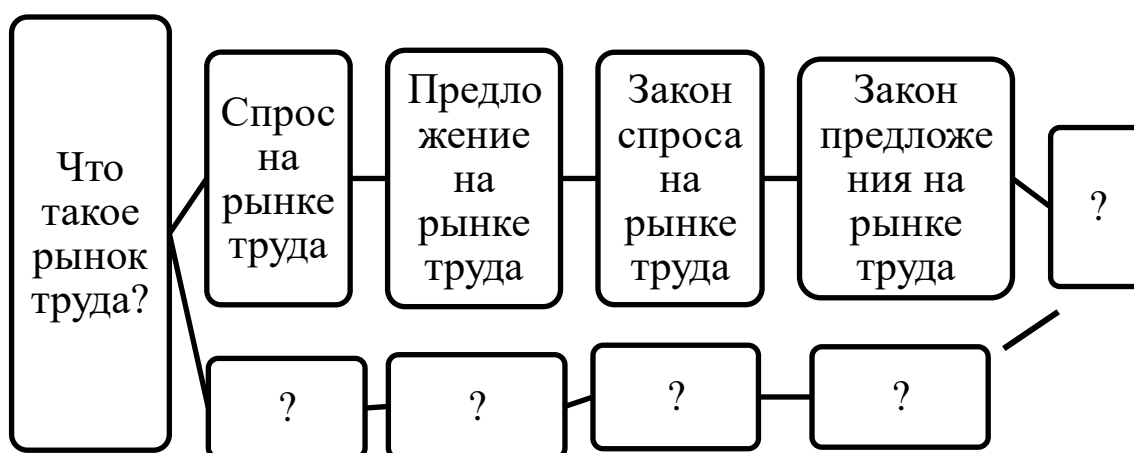 Что
такое
рынок
труда?
Спрос
на
рынке
труда
Предло
жение
на
рынке
труда
Закон
спроса
на
рынке
труда
Закон
предложе
ния на
рынке
труда
?
?
?
?
?